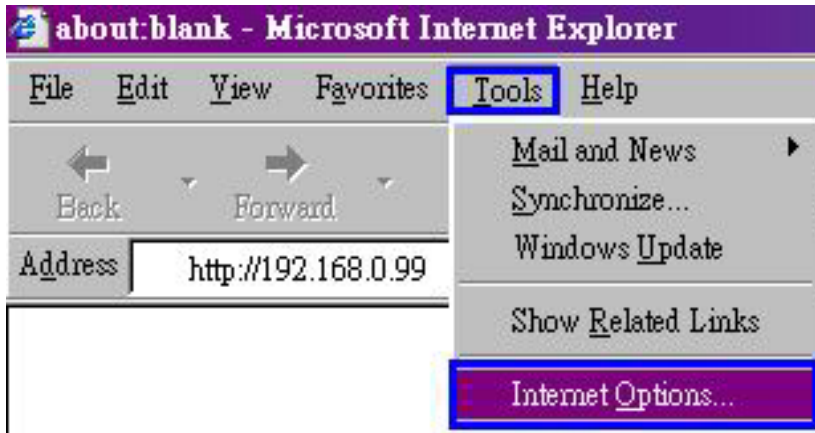 about:blank - Microsoft Internet Explorer
File Edit View Favorites Tools Help
Back Forward
Address http://192.168.0.99
Mail and News
Synchronize...
Windows Update
Show Related Links
Internet Options...